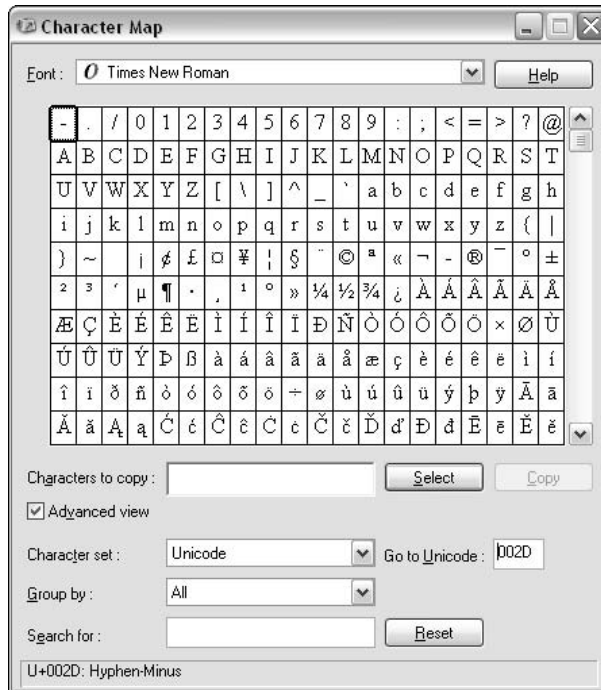 Character Map
Font : O Times New Roman Help
- . / 0 1 2 3 4 5 6 7 8 9 : ; < = > ? @
A B C D E F G H I J K L M N O P Q R S T
U V W X Y Z [ \ ] ^ _ ` a b c d e f g h
i j k l m n o p q r s t u v w x y z { |
} ~ ¡ ¢ £ ¤ ¥ ¦ § ¨ © ª « ¬ - ® ¯ ° ±
² ³ ´ µ ¶ · ¸ ¹ º » ¼ ½ ¾ ¿ À Á Â Ã Ä Å
Æ Ç È É Ê Ë Ì Í Î Ï Ð Ñ Ò Ó Ô Õ Ö × Ø Ù
Ú Û Ü Ý Þ ß à á â ã ä å æ ç è é ê ë ì í
î ï ð ñ ò ó ô õ ö ÷ ø ù ú û ü ý þ ÿ Ā ā
Ă ă Ą ą Ć ć Ĉ ĉ Ċ ċ Č č Ď ď Đ đ Ē ē Ĕ ĕ
Characters to copy : Select Copy
Advanced view
Character set : Unicode Go to Unicode : 002D
Group by : All
Search for : Reset
U+002D: Hyphen-Minus